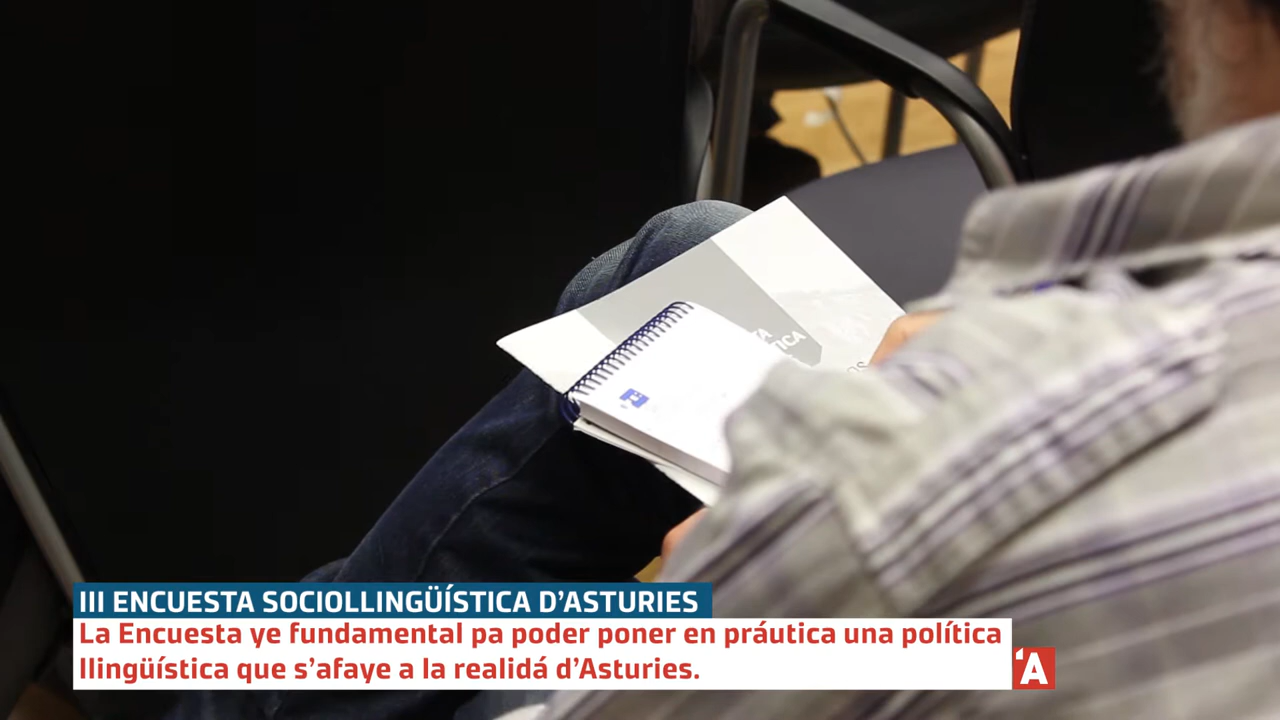 III ENCUESTA SOCIOLLINGÜÍSTICA D'ASTURIES
La Encuesta ye fundamental pa poder poner en práutica una política
llingüística que s'afaye a la realidá d'Asturies.
'A